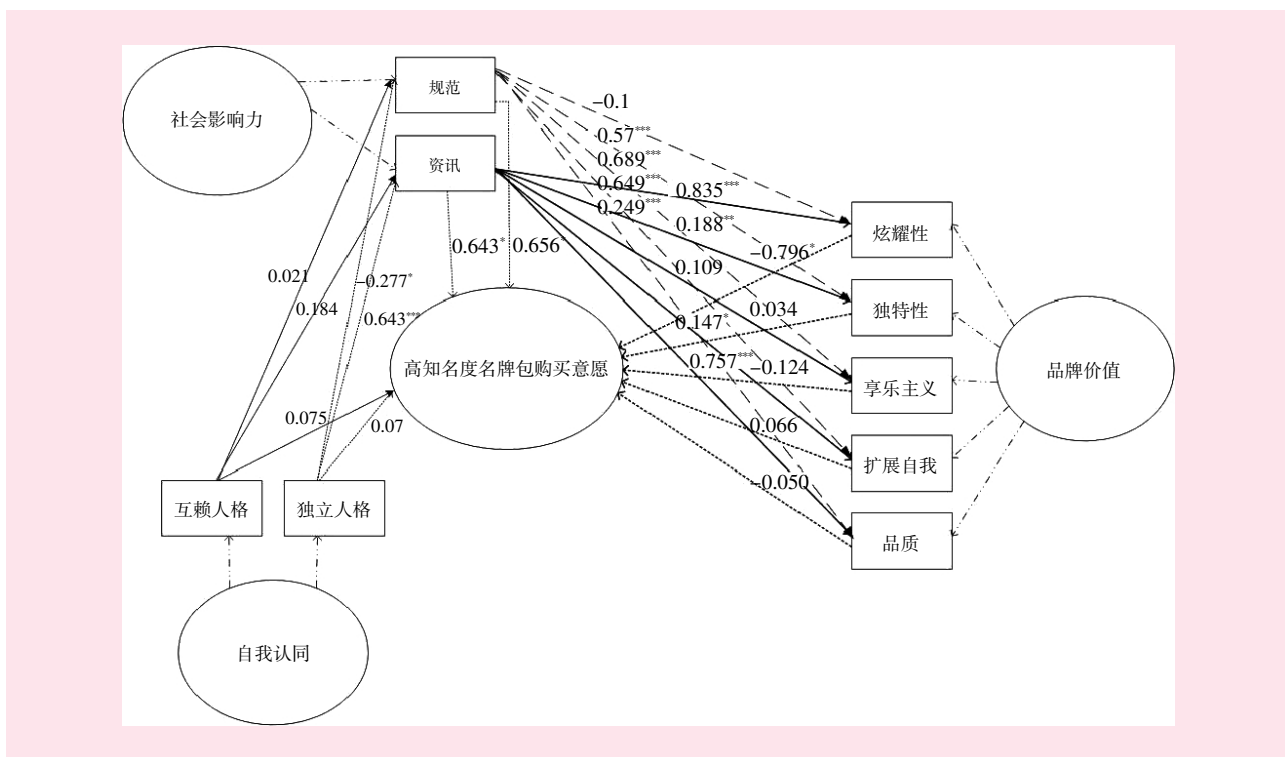 社会影响力
规范
资讯
-0.1
0.57***
0.689***
0.649***
0.249***
0.835***
0.188**
0.109
0.147*
0.757***
-0.796*
0.034
-0.124
0.066
-0.050
0.643*
0.656*
0.021
0.184
-0.277*
0.643***
0.075
0.07
高知名度名牌包购买意愿
炫耀性
独特性
享乐主义
扩展自我
品质
品牌价值
互赖人格
独立人格
自我认同